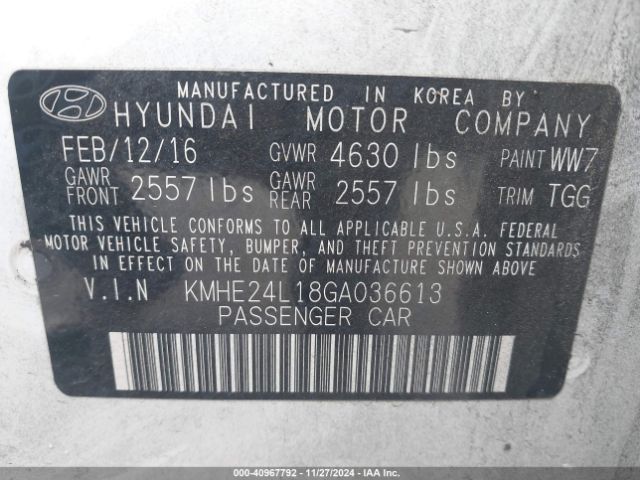 MANUFACTURED IN KOREA BY
HYUNDAI MOTOR COMPANY
FEB/12/16 GVWR 4630 lbs PAINT WW7
GAWR FRONT 2557 lbs GAWR REAR 2557 lbs TRIM TGG
THIS VEHICLE CONFORMS TO ALL APPLICABLE U.S.A. FEDERAL
MOTOR VEHICLE SAFETY, BUMPER, AND THEFT PREVENTION STANDARDS
IN EFFECT ON THE DATE OF MANUFACTURE SHOWN ABOVE
V.I.N KMHE24L18GA036613
PASSENGER CAR
000-40967792 - 11/27/2024 - IAA Inc.